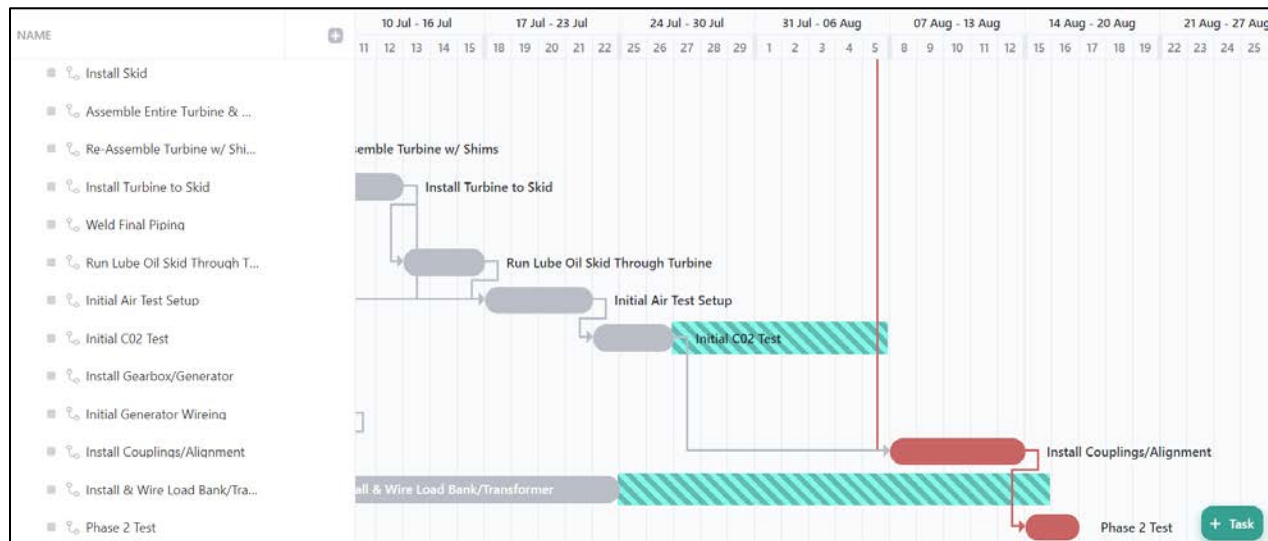 10 Jul - 16 Jul 17 Jul - 23 Jul 24 Jul - 30 Jul 31 Jul - 06 Aug 07 Aug - 13 Aug 14 Aug - 20 Aug 21 Aug - 27 Aug
NAME
11 12 13 14 15 18 19 20 21 22 25 26 27 28 29 1 2 3 4 5 8 9 10 11 12 15 16 17 18 19 22 23 24 25
Install Skid
Assemble Entire Turbine & ...
Re-Assemble Turbine w/ Shi... semble Turbine w/ Shims
Install Turbine to Skid Install Turbine to Skid
Weld Final Piping
Run Lube Oil Skid Through T... Run Lube Oil Skid Through Turbine
Initial Air Test Setup Initial Air Test Setup
Initial C02 Test Initial C02 Test
Install Gearbox/Generator
Initial Generator Wireing
Install Couplings/Alignment Install Couplings/Alignment
Install & Wire Load Bank/Tra... all & Wire Load Bank/Transformer
Phase 2 Test Phase 2 Test + Task